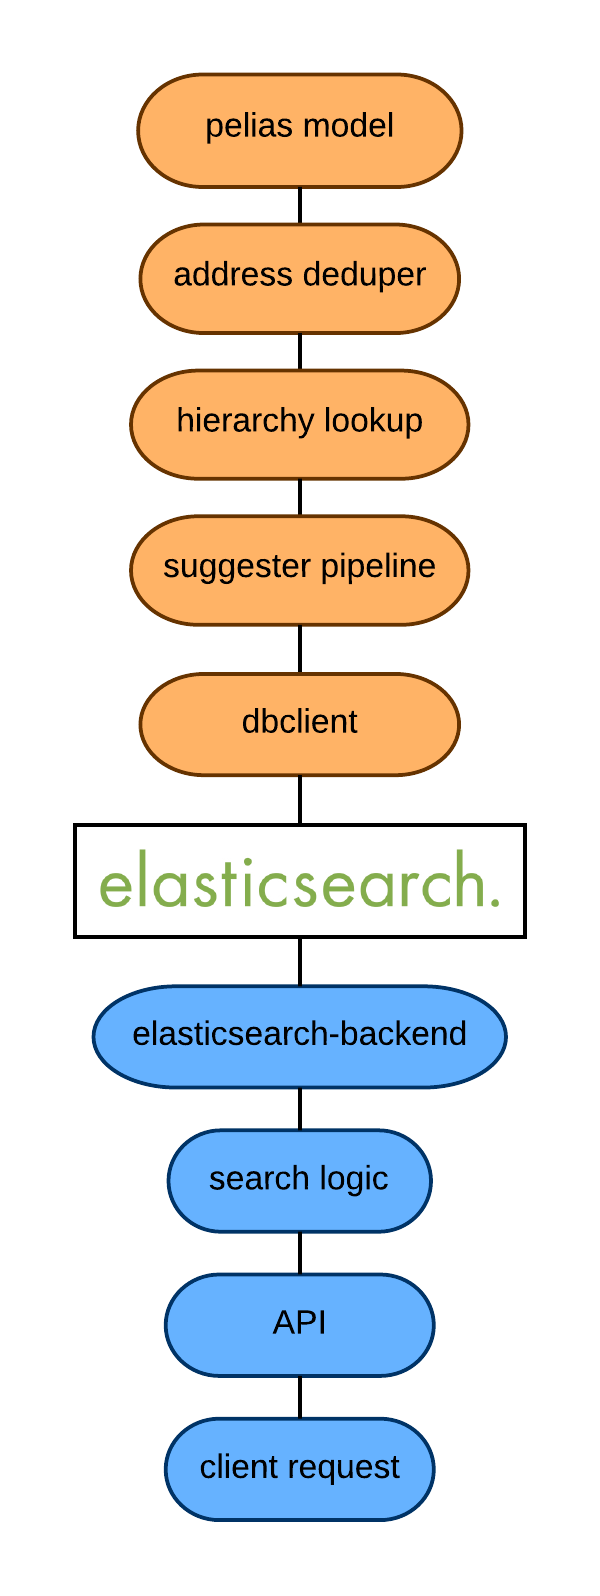 pelias model
address deduper
hierarchy lookup
suggester pipeline
dbclient
elasticsearch.
elasticsearch-backend
search logic
API
client request